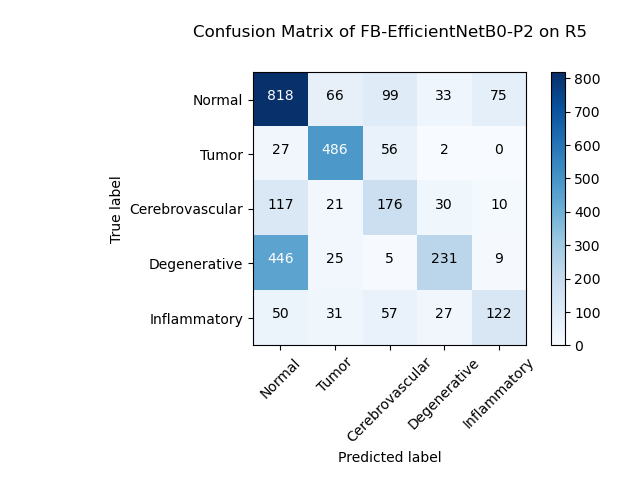 Confusion Matrix of FB-EfficientNetB0-P2 on R5
Normal 818 66 99 33 75
Tumor 27 486 56 2 0
Cerebrovascular 117 21 176 30 10
Degenerative 446 25 5 231 9
Inflammatory 50 31 57 27 122
True label
Normal Tumor Cerebrovascular Degenerative Inflammatory
Predicted label
800
700
600
500
400
300
200
100
0